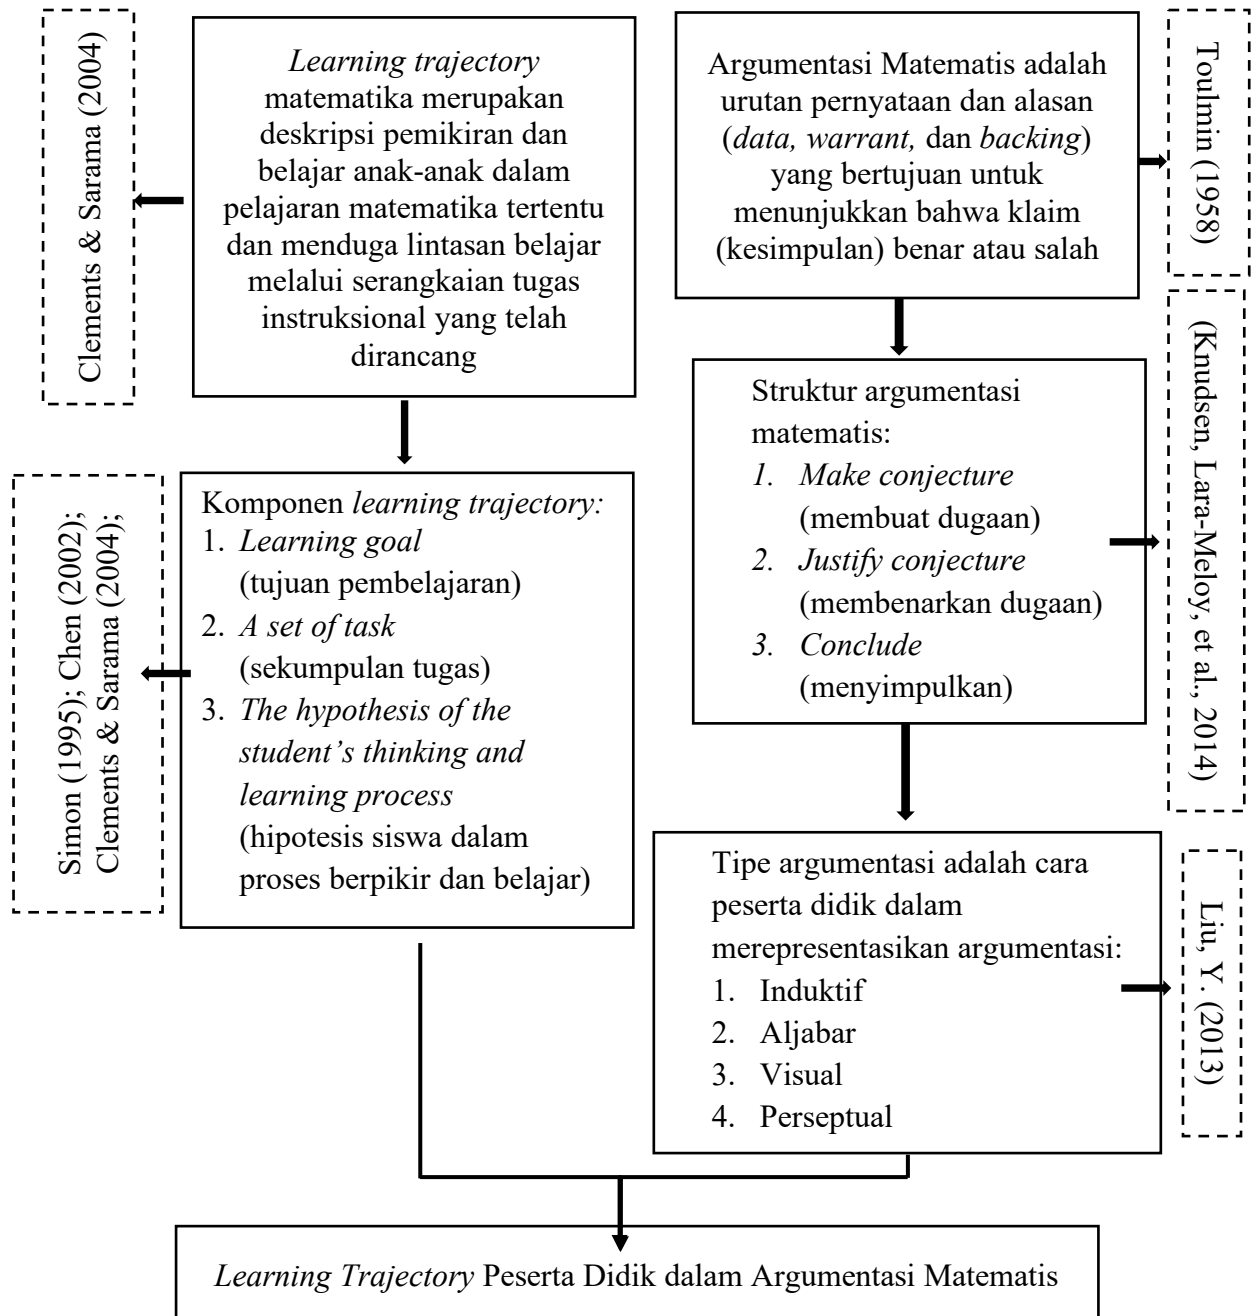 Clements & Sarama (2004)
Learning trajectory
matematika merupakan
deskripsi pemikiran dan
belajar anak-anak dalam
pelajaran matematika tertentu
dan menduga lintasan belajar
melalui serangkaian tugas
instruksional yang telah
dirancang
Argumentasi Matematis adalah
urutan pernyataan dan alasan
(data, warrant, dan backing)
yang bertujuan untuk
menunjukkan bahwa klaim
(kesimpulan) benar atau salah
Toulmin (1958)
Simon (1995); Chen (2002);
Clements & Sarama (2004);
Komponen learning trajectory:
1. Learning goal
(tujuan pembelajaran)
2. A set of task
(sekumpulan tugas)
3. The hypothesis of the
student’s thinking and
learning process
(hipotesis siswa dalam
proses berpikir dan belajar)
Struktur argumentasi
matematis:
1. Make conjecture
(membuat dugaan)
2. Justify conjecture
(membenarkan dugaan)
3. Conclude
(menyimpulkan)
(Knudsen, Lara-Meloy, et al., 2014)
Tipe argumentasi adalah cara
peserta didik dalam
merepresentasikan argumentasi:
1. Induktif
2. Aljabar
3. Visual
4. Perseptual
Liu, Y. (2013)
Learning Trajectory Peserta Didik dalam Argumentasi Matematis